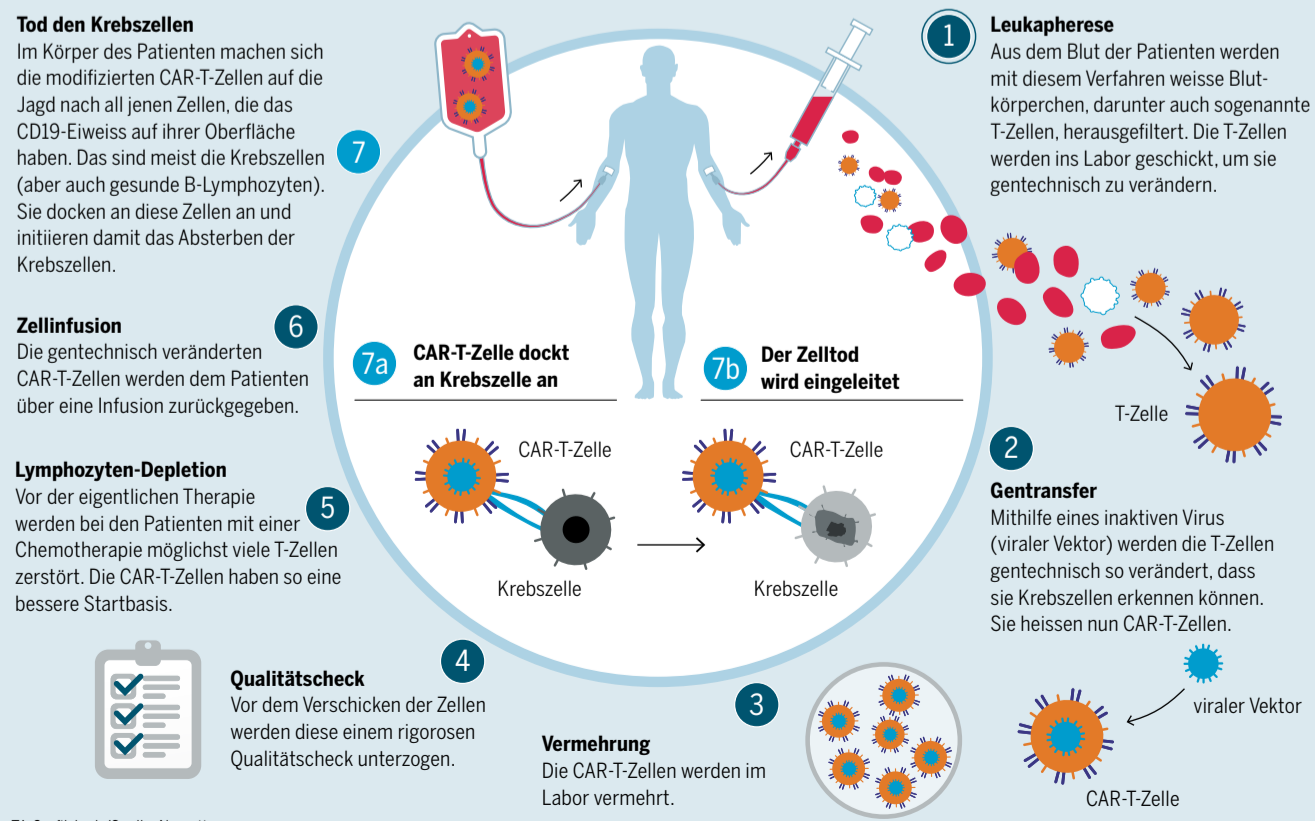 1
Leukapherese
Aus dem Blut der Patienten werden
mit diesem Verfahren weisse Blut-
körperchen, darunter auch sogenannte
T-Zellen, herausgefiltert. Die T-Zellen
werden ins Labor geschickt, um sie
gentechnisch zu verändern.
T-Zelle
2
Gentransfer
Mithilfe eines inaktiven Virus
(viraler Vektor) werden die T-Zellen
gentechnisch so verändert, dass
sie Krebszellen erkennen können.
Sie heissen nun CAR-T-Zellen.
viraler Vektor
CAR-T-Zelle
3
Vermehrung
Die CAR-T-Zellen werden im
Labor vermehrt.
4
Qualitätscheck
Vor dem Verschicken der Zellen
werden diese einem rigorosen
Qualitätscheck unterzogen.
5
Lymphozyten-Depletion
Vor der eigentlichen Therapie
werden bei den Patienten mit einer
Chemotherapie möglichst viele T-Zellen
zerstört. Die CAR-T-Zellen haben so eine
bessere Startbasis.
6
Zellinfusion
Die gentechnisch veränderten
CAR-T-Zellen werden dem Patienten
über eine Infusion zurückgegeben.
7
Tod den Krebszellen
Im Körper des Patienten machen sich
die modifizierten CAR-T-Zellen auf die
Jagd nach all jenen Zellen, die das
CD19-Eiweiss auf ihrer Oberfläche
haben. Das sind meist die Krebszellen
(aber auch gesunde B-Lymphozyten).
Sie docken an diese Zellen an und
initiieren damit das Absterben der
Krebszellen.
7a
CAR-T-Zelle dockt
an Krebszelle an
CAR-T-Zelle
Krebszelle
7b
Der Zelltod
wird eingeleitet
CAR-T-Zelle
Krebszelle